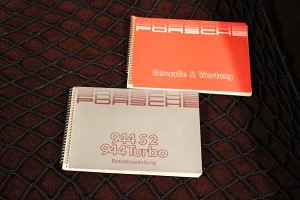 PORSCHE
Garantie & Wartung
PORSCHE
944 S2
944 Turbo
Betriebsanleitung